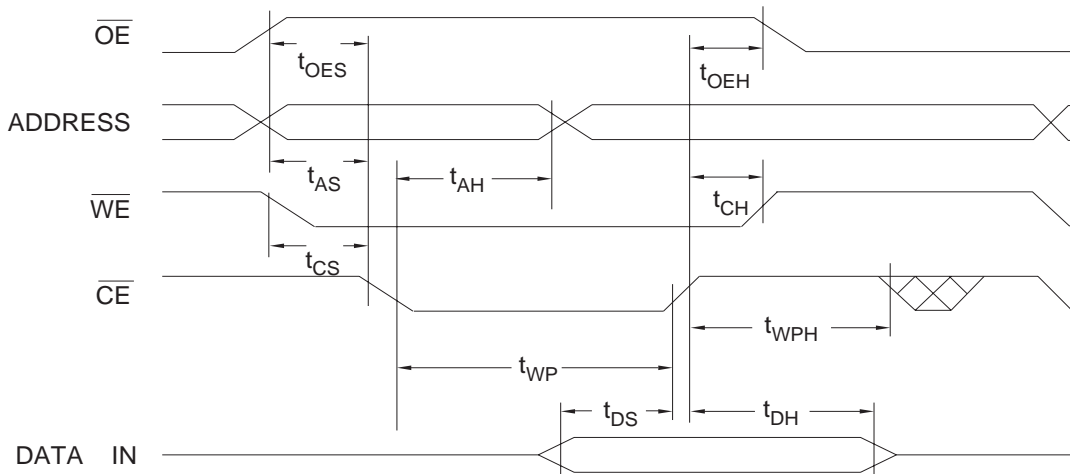 OE
tOES
tOEH
ADDRESS
tAS
tAH
WE
tCH
tCS
CE
tWPH
tWP
tDS
tDH
DATA IN